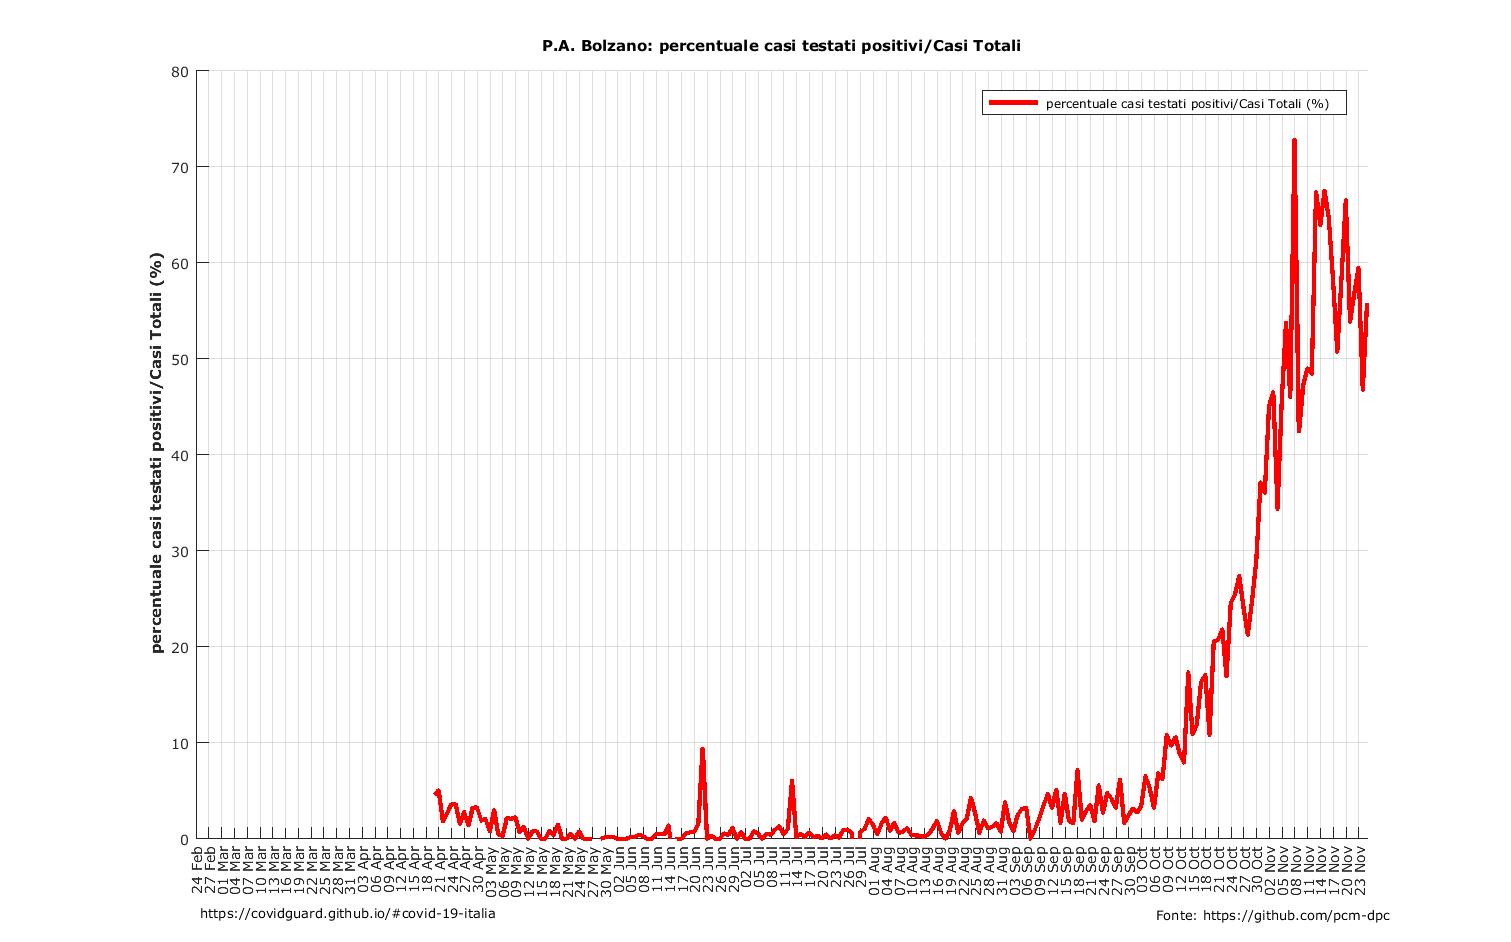 P.A. Bolzano: percentuale casi testati positivi/Casi Totali
percentuale casi testati positivi/Casi Totali (%)
percentuale casi testati positivi/Casi Totali (%)
80
70
60
50
40
30
20
10
0
24 Feb
27 Feb
01 Mar
04 Mar
07 Mar
10 Mar
13 Mar
16 Mar
19 Mar
22 Mar
25 Mar
28 Mar
31 Mar
03 Apr
06 Apr
09 Apr
12 Apr
15 Apr
18 Apr
21 Apr
24 Apr
27 Apr
30 Apr
03 May
06 May
09 May
12 May
15 May
18 May
21 May
24 May
27 May
30 May
02 Jun
05 Jun
08 Jun
11 Jun
14 Jun
17 Jun
20 Jun
23 Jun
26 Jun
29 Jun
02 Jul
05 Jul
08 Jul
11 Jul
14 Jul
17 Jul
20 Jul
23 Jul
26 Jul
29 Jul
01 Aug
04 Aug
07 Aug
10 Aug
13 Aug
16 Aug
19 Aug
22 Aug
25 Aug
28 Aug
31 Aug
03 Sep
06 Sep
09 Sep
12 Sep
15 Sep
18 Sep
21 Sep
24 Sep
27 Sep
30 Sep
03 Oct
06 Oct
09 Oct
12 Oct
15 Oct
18 Oct
21 Oct
24 Oct
27 Oct
30 Oct
02 Nov
05 Nov
08 Nov
11 Nov
14 Nov
17 Nov
20 Nov
23 Nov
https://covidguard.github.io/#covid-19-italia
Fonte: https://github.com/pcm-dpc